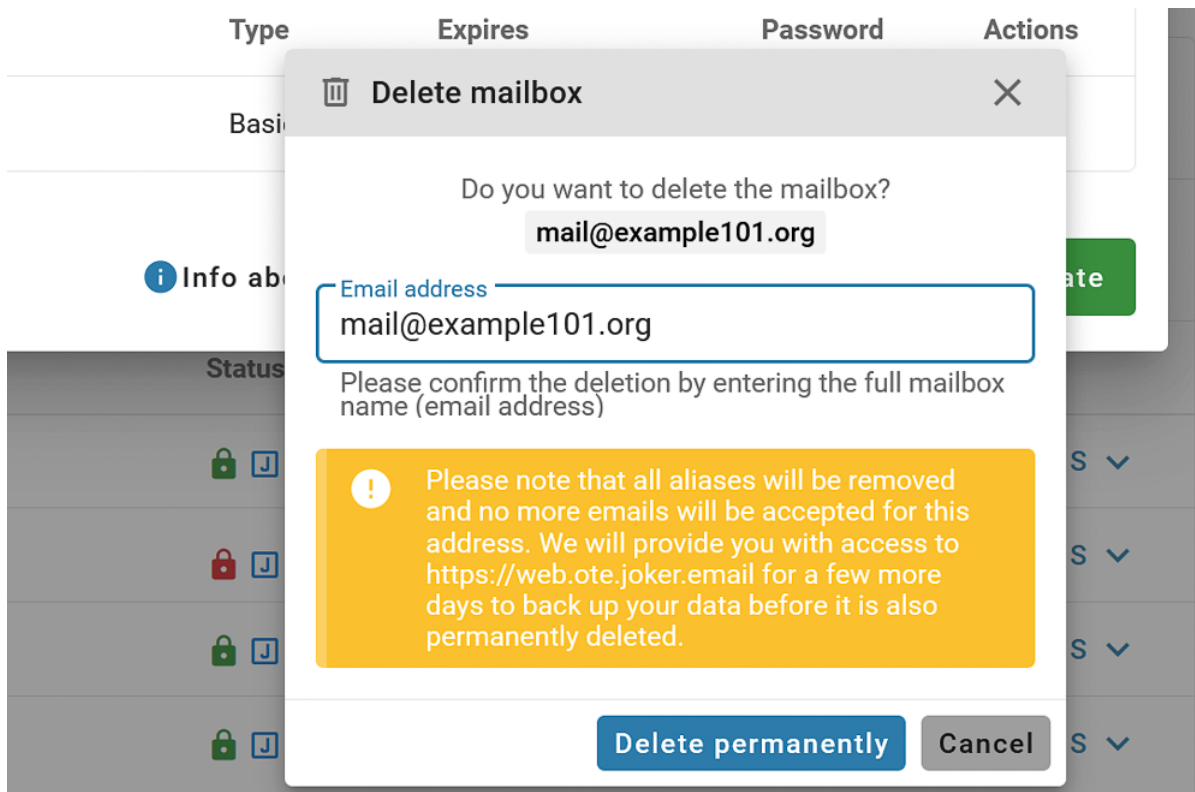 Type Expires Password Actions
Delete mailbox
Basic
Do you want to delete the mailbox?
mail@example101.org
Info
Email address
mail@example101.org
Status
Please confirm the deletion by entering the full mailbox
name (email address)
Please note that all aliases will be removed
and no more emails will be accepted for this
address. We will provide you with access to
https://web.ote.joker.email for a few more
days to back up your data before it is also
permanently deleted.
Delete permanently Cancel